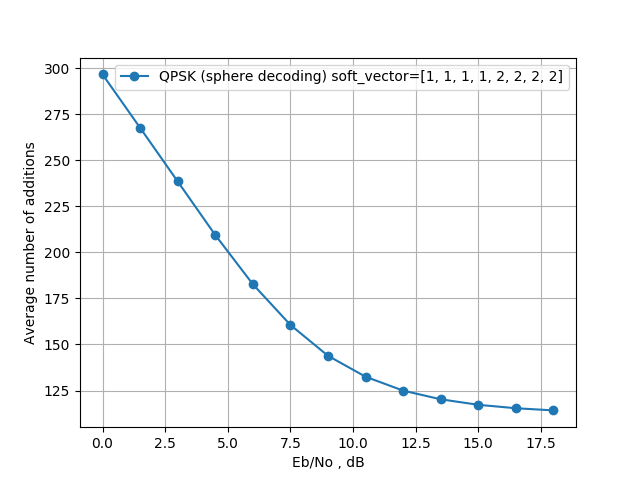 QPSK (sphere decoding) soft_vector=[1, 1, 1, 1, 2, 2, 2, 2]
300
275
250
225
200
175
150
125
Average number of additions
0.0 2.5 5.0 7.5 10.0 12.5 15.0 17.5
Eb/No , dB